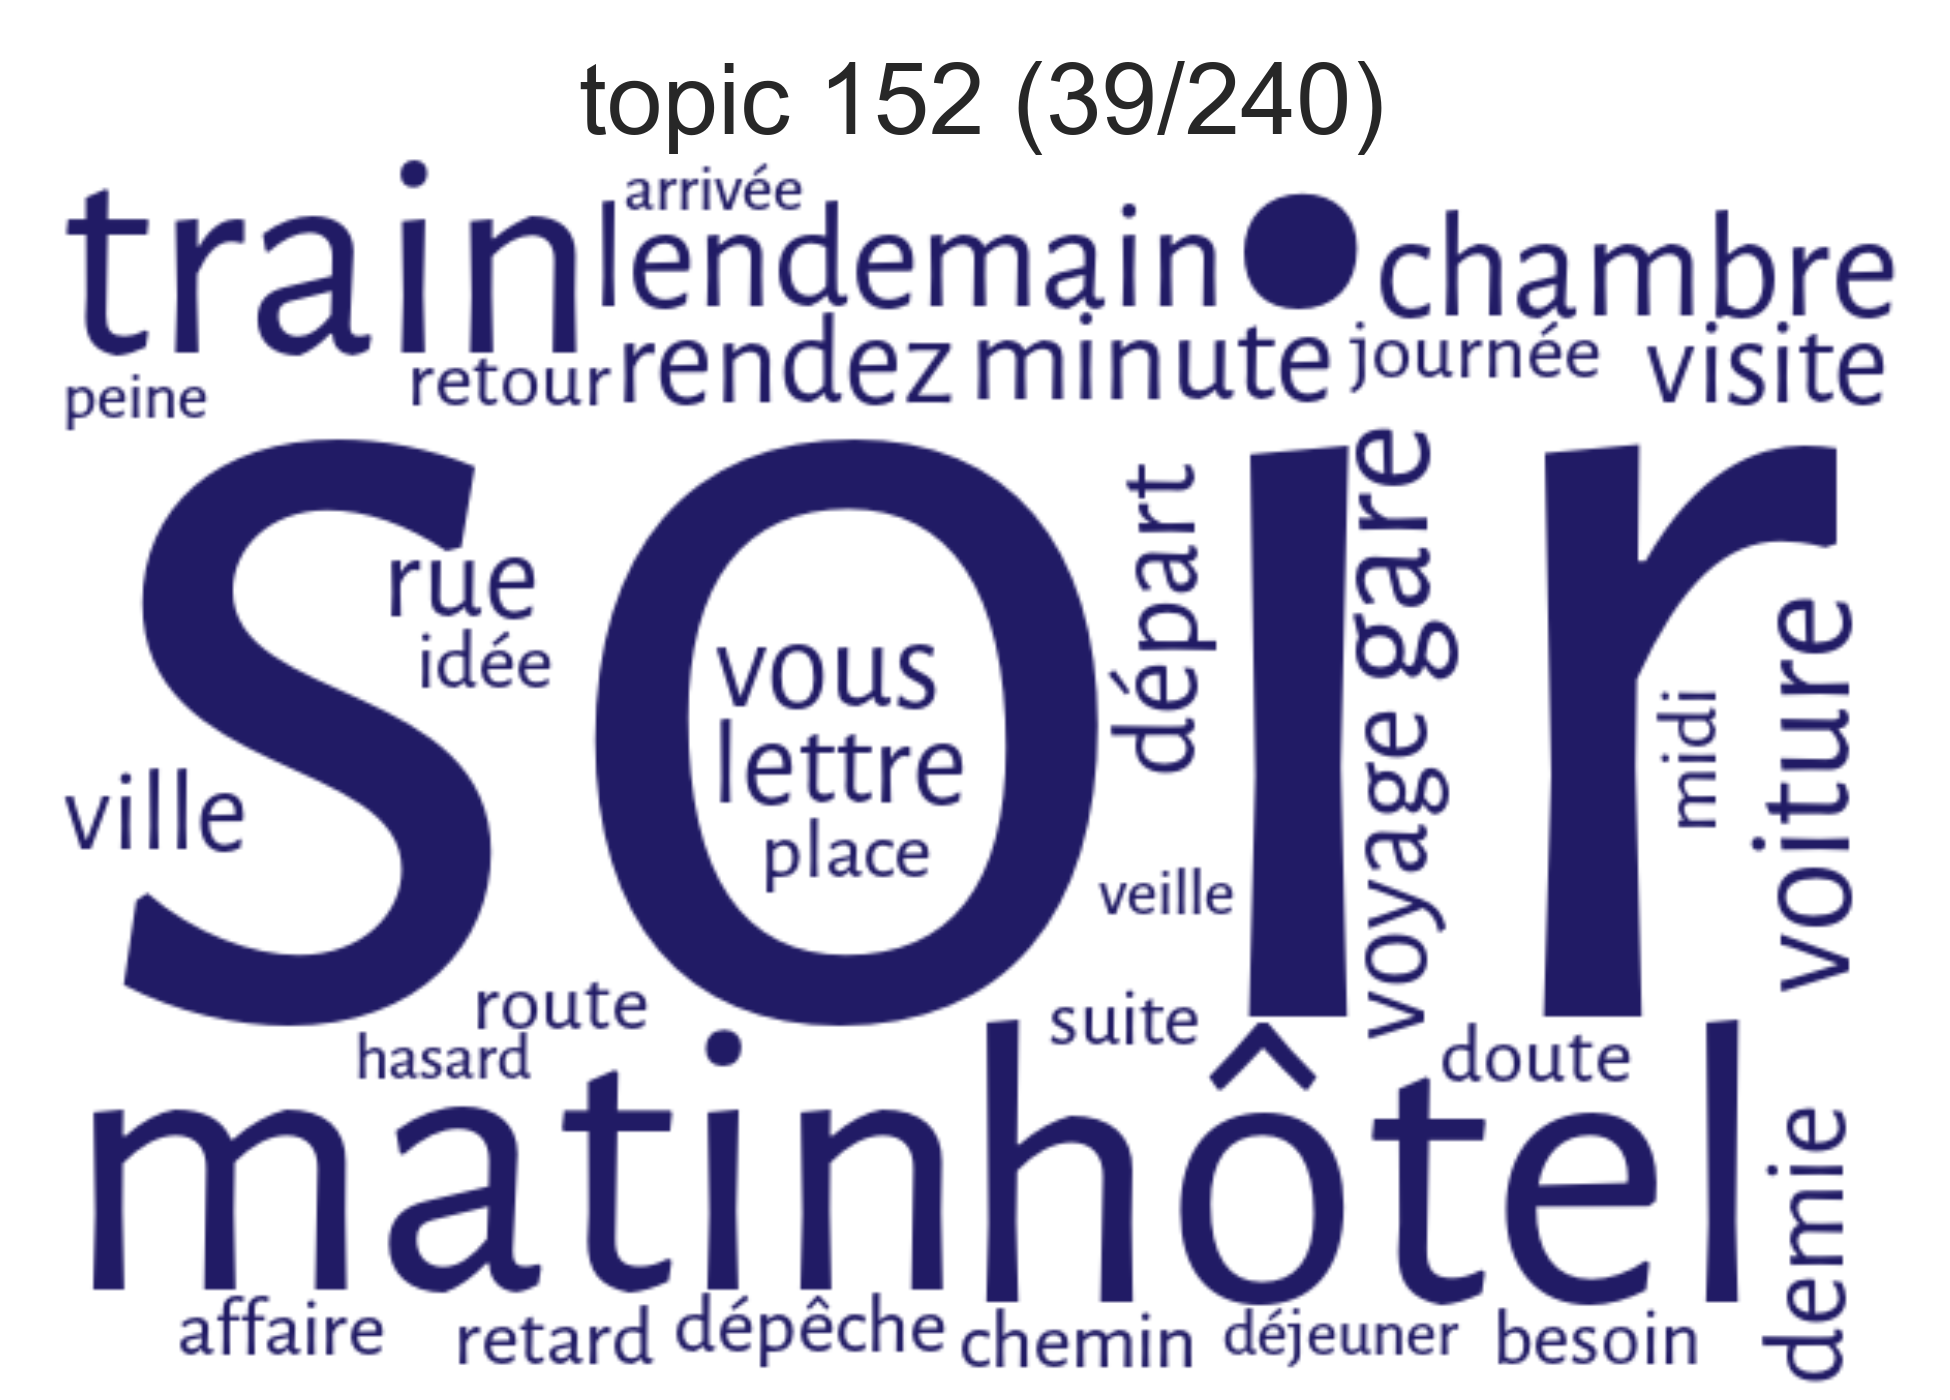 topic 152 (39/240)
arrivée
train
lendemain
chambre
peine
retour
rendez
minute
journée
visite
soir
rue
idée
vous
lettre
place
départ
gare
voyage
midi
voiture
ville
veille
route
suite
hasard
doute
matin
hôtel
demie
affaire
retard
dépêche
chemin
déjeuner
besoin